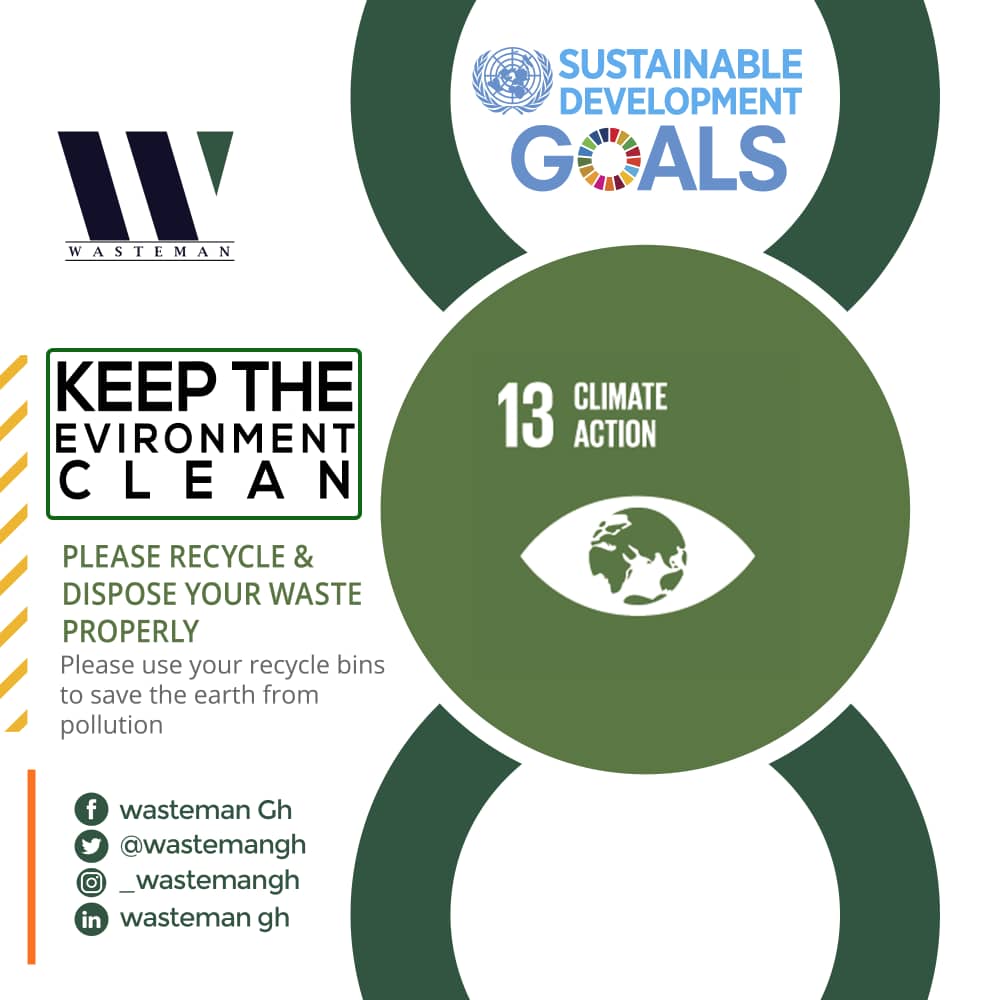 SUSTAINABLE
DEVELOPMENT
GOALS
W
WASTEMAN
KEEP THE
EVIRONMENT
CLEAN
13 CLIMATE
ACTION
PLEASE RECYCLE &
DISPOSE YOUR WASTE
PROPERLY
Please use your recycle bins
to save the earth from
pollution
wasteman Gh
@wastemangh
_wastemangh
wasteman gh